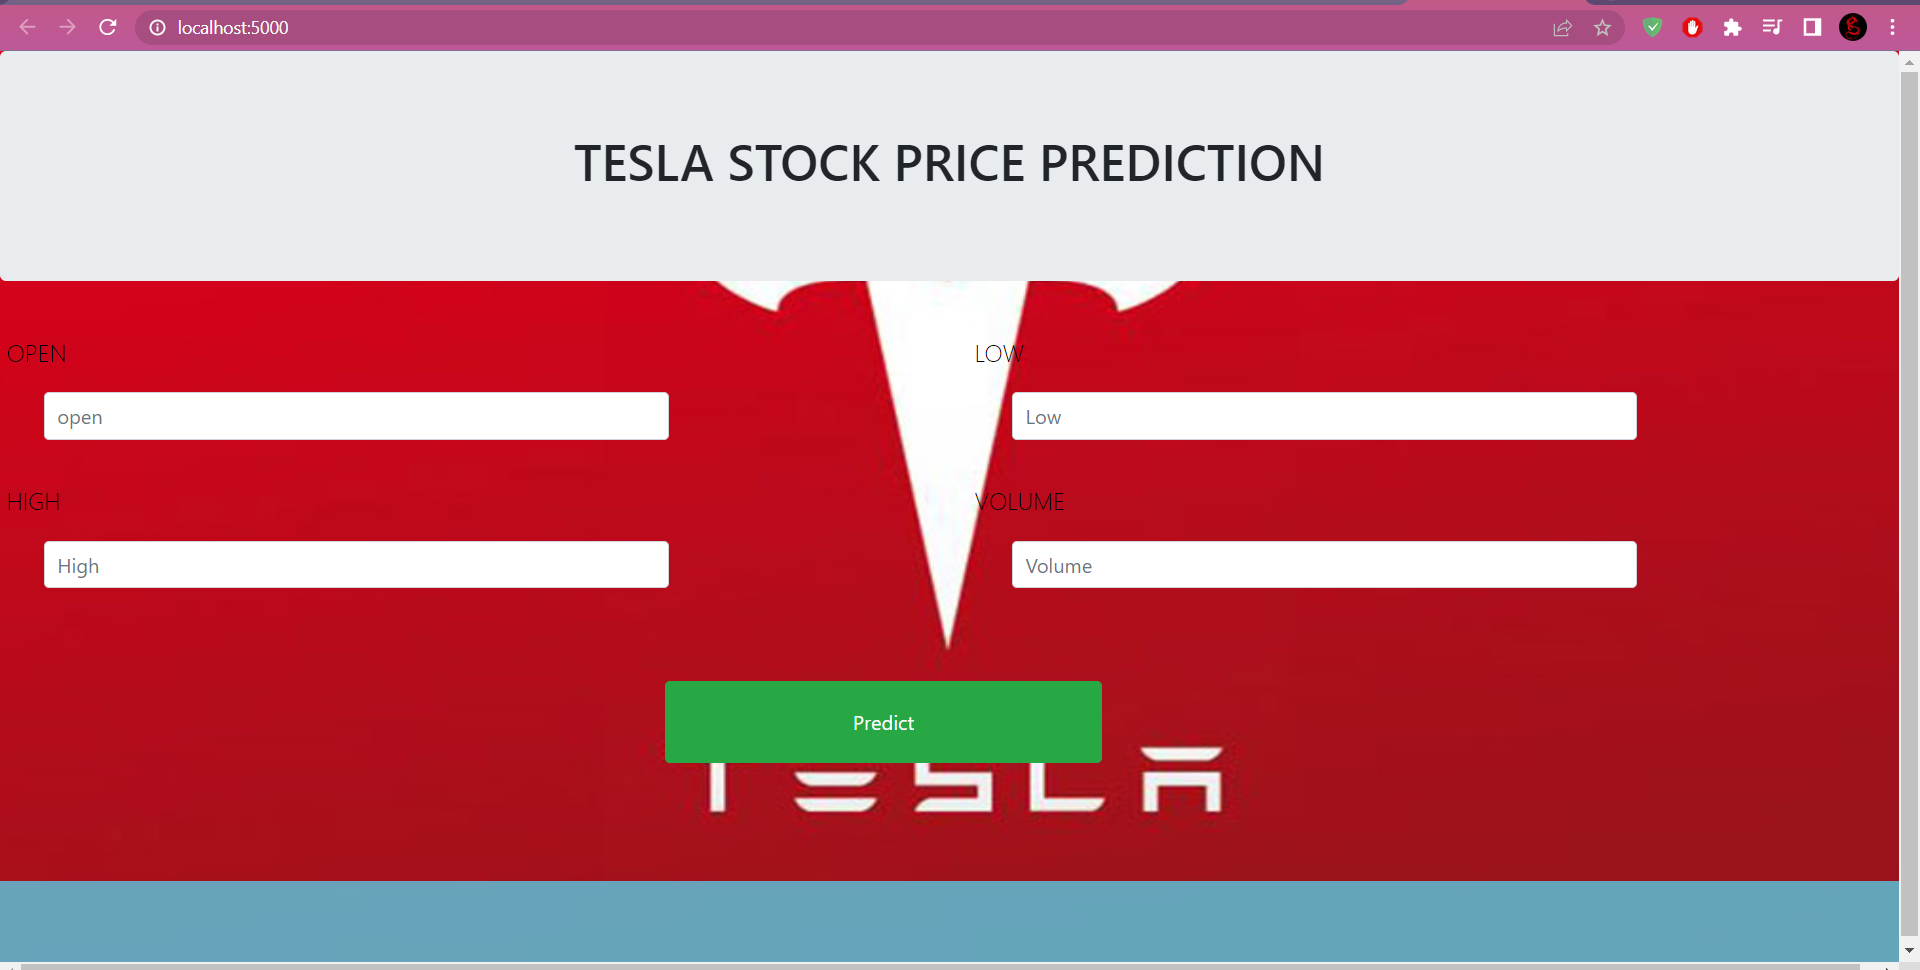 localhost:5000
TESLA STOCK PRICE PREDICTION
OPEN
LOW
open
Low
HIGH
VOLUME
High
Volume
Predict
TESLA